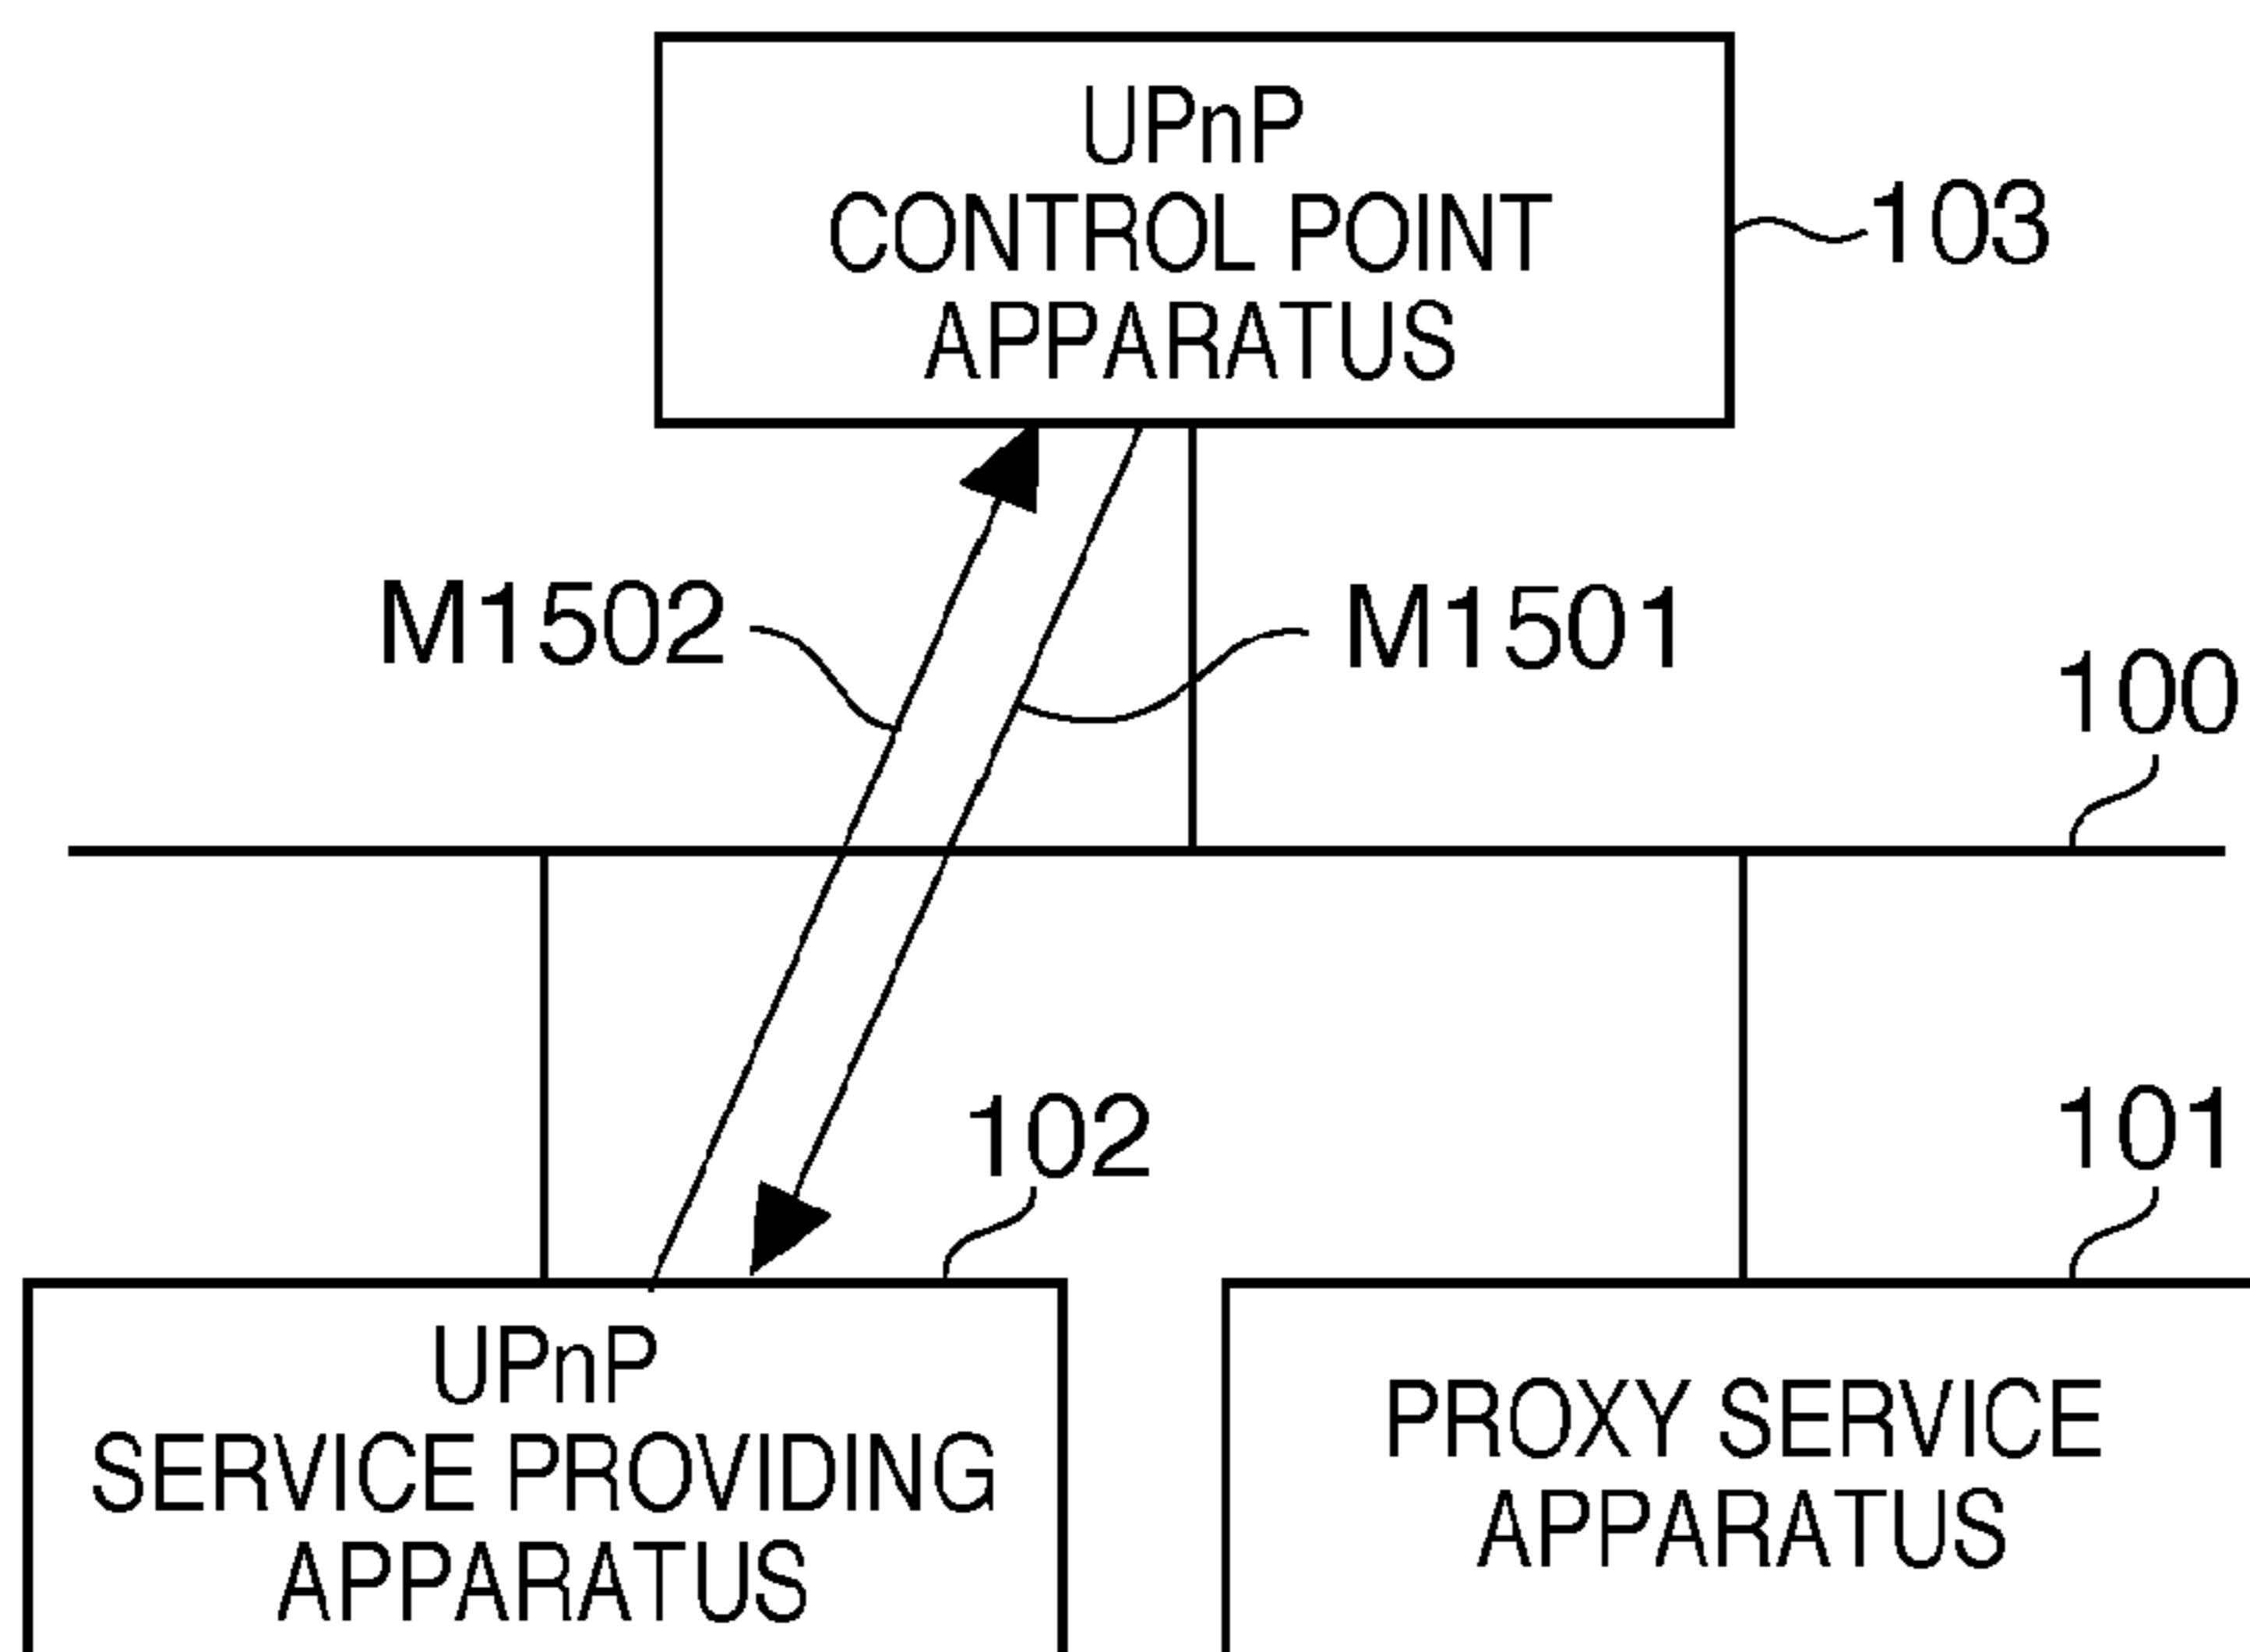 UPnP
CONTROL POINT
APPARATUS
103
M1502
M1501
100
102
101
UPnP
SERVICE PROVIDING
APPARATUS
PROXY SERVICE
APPARATUS